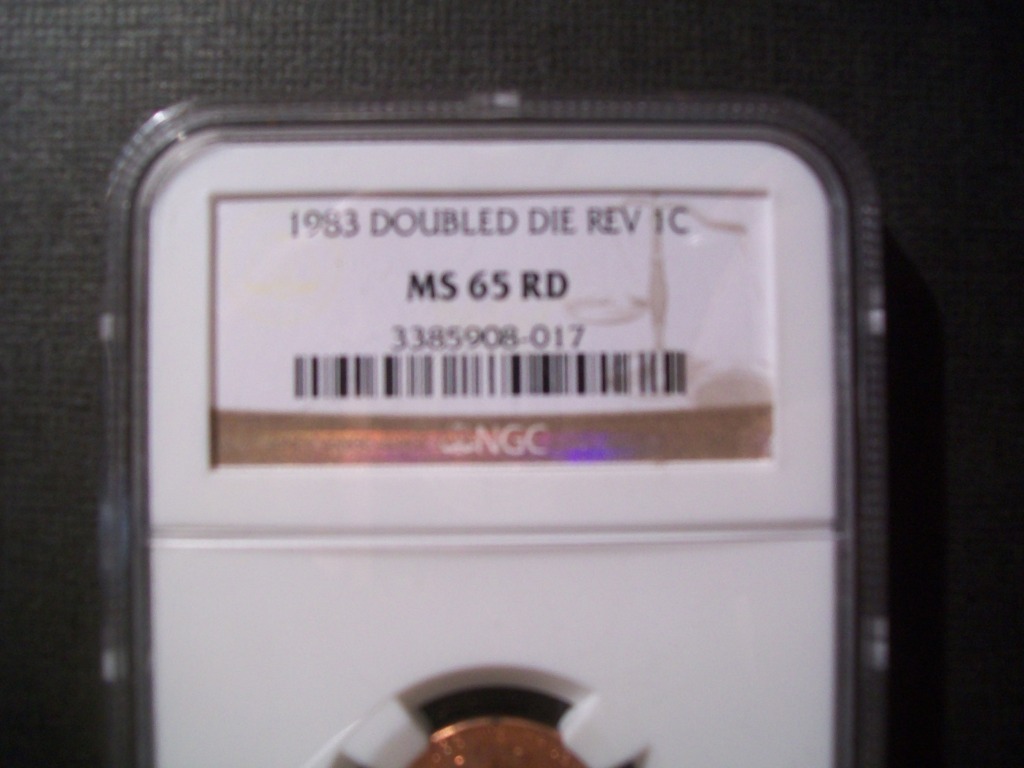 1983 DOUBLED DIE REV 1C
MS 65 RD
3385908-017
NGC